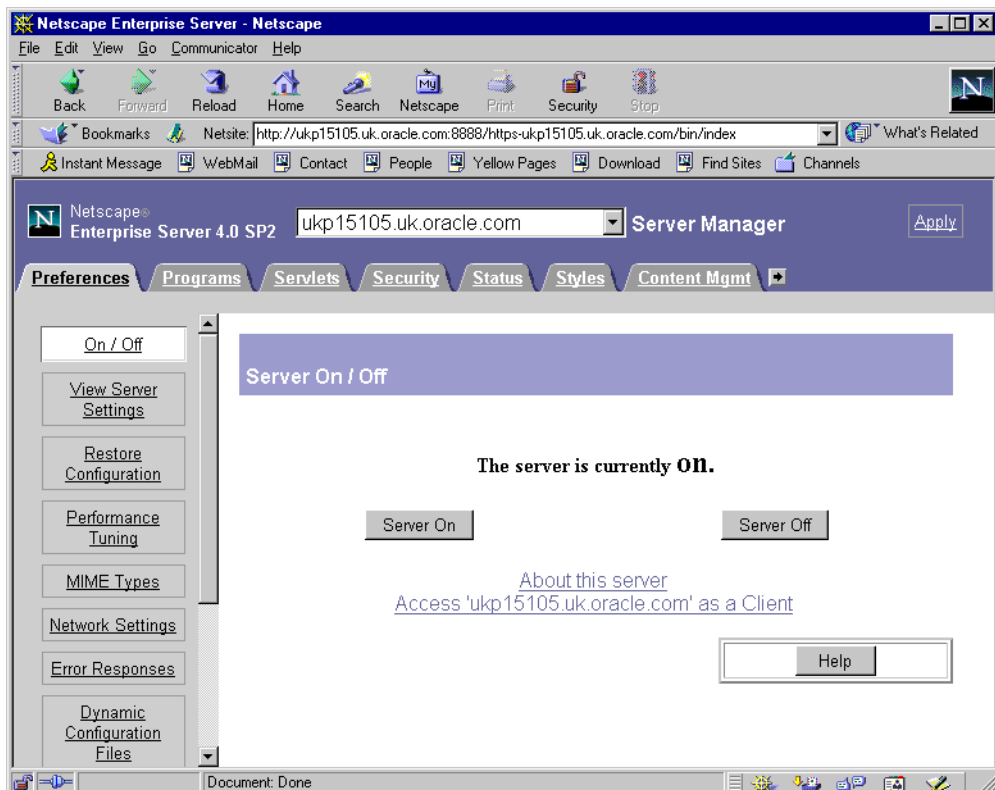 Netscape Enterprise Server - Netscape
File Edit View Go Communicator Help
My
Back Forward Reload Home Search Netscape Print Security Stop
N
Bookmarks Netsite: http://ukp15105.uk.oracle.com:8888/https-ukp15105.uk.oracle.com/bin/index What's Related
Instant Message WebMail Contact People Yellow Pages Download Find Sites Channels
N Netscape®
Enterprise Server 4.0 SP2 ukp15105.uk.oracle.com Server Manager Apply
Preferences Programs Servlets Security Status Styles Content Mgmt
On / Off
View Server
Settings
Restore
Configuration
Performance
Tuning
MIME Types
Network Settings
Error Responses
Dynamic
Configuration
Files
Server On / Off
The server is currently on.
Server On Server Off
About this server
Access 'ukp15105.uk.oracle.com' as a Client
Help
Document: Done